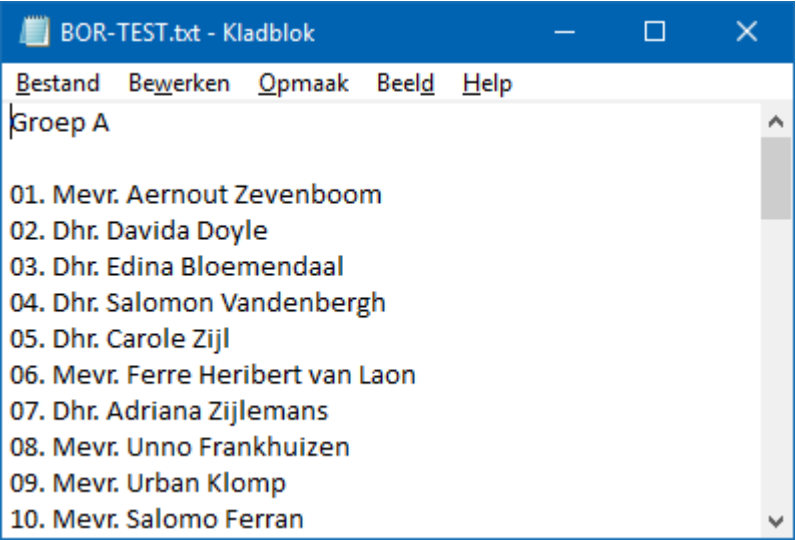 BOR-TEST.txt - Kladblok
Bestand Bewerken Opmaak Beeld Help
Groep A
01. Mevr. Aernout Zevenboom
02. Dhr. Davida Doyle
03. Dhr. Edina Bloemendaal
04. Dhr. Salomon Vandenbergh
05. Dhr. Carole Zijl
06. Mevr. Ferre Heribert van Laon
07. Dhr. Adriana Zijlemans
08. Mevr. Unno Frankhuizen
09. Mevr. Urban Klomp
10. Mevr. Salomo Ferran